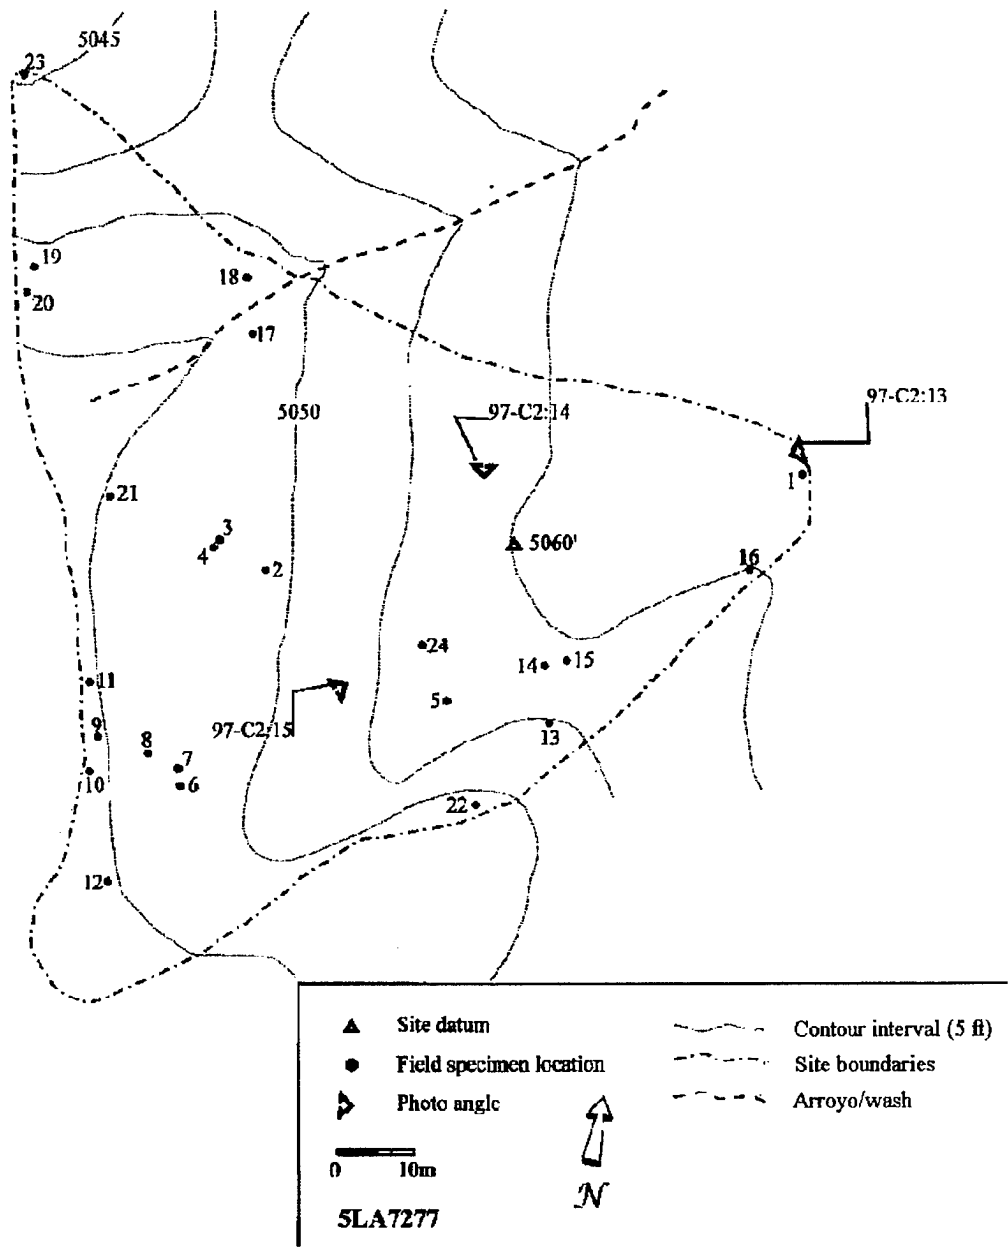 5045
23
19
18
20
17
97-C2:13
5050
97-C2:14
1
21
3
5060'
4
2
16
24
14
15
11
5
9
97-C2:15
13
8
7
10
6
22
12
Site datum
Contour interval (5 ft)
Field specimen location
Site boundaries
Photo angle
Arroyo/wash
0 10m
N
5LA7277